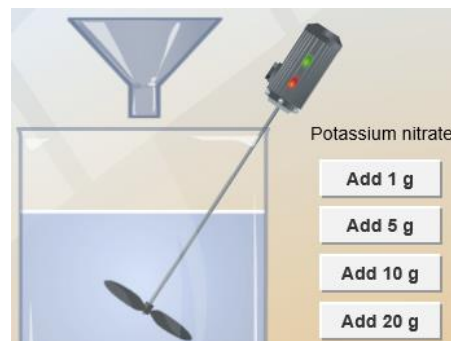 Potassium nitrate
Add 1 g
Add 5 g
Add 10 g
Add 20 g